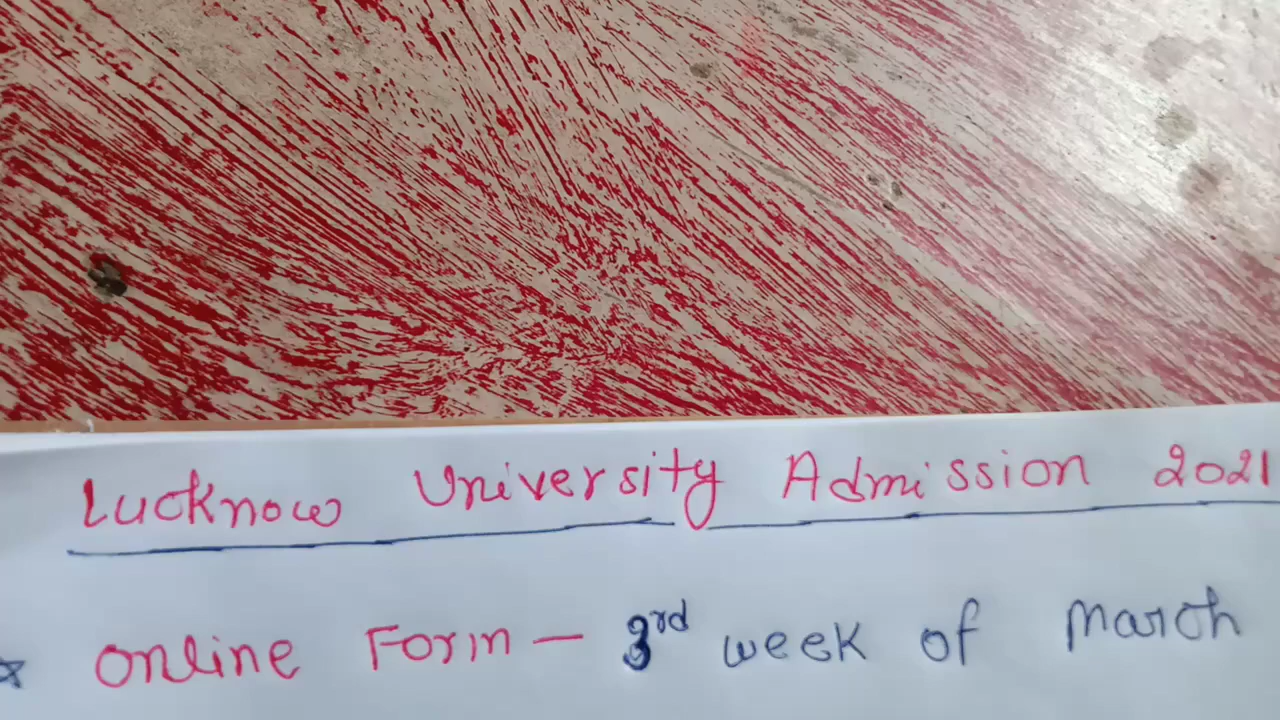 Lucknow University Admission 2021
☆ Online Form — 3rd week of March